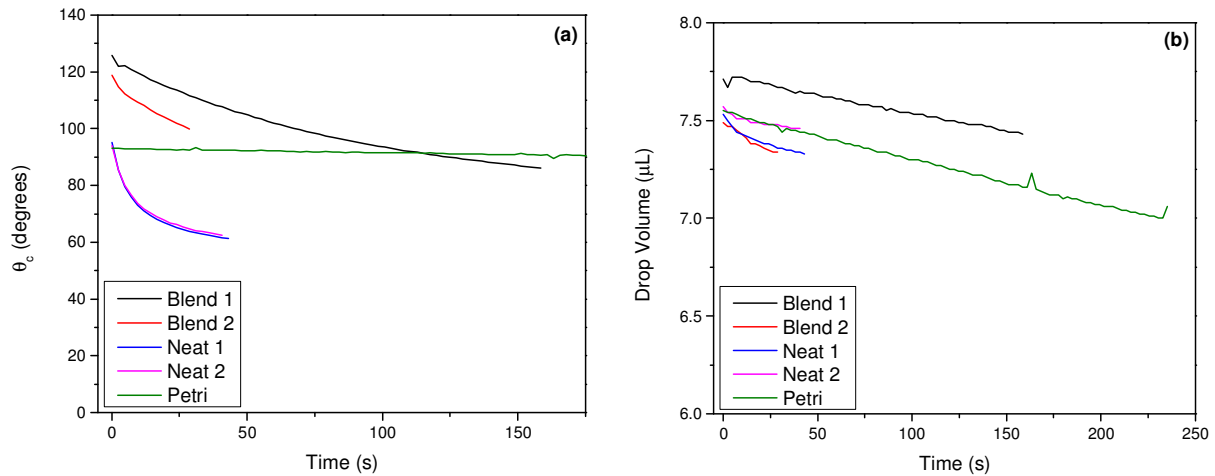 (a)
θ_c (degrees)
140
120
100
80
60
40
20
0
Blend 1
Blend 2
Neat 1
Neat 2
Petri
0
50
100
150
Time (s)
(b)
Drop Volume (µL)
8.0
7.5
7.0
6.5
6.0
Blend 1
Blend 2
Neat 1
Neat 2
Petri
0
50
100
150
200
250
Time (s)